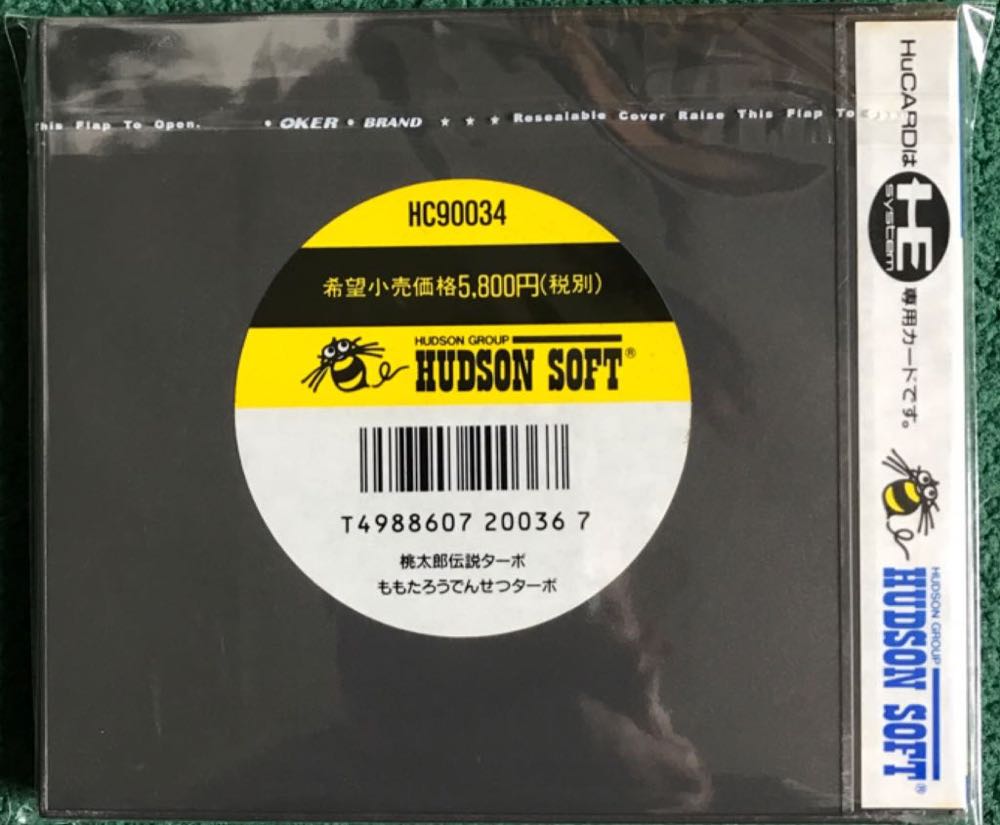 his Flap To Open. • OKER • BRAND ★ ★ ★ Resealable Cover Raise This Flap To Open
HC90034
希望小売価格5,800円(税別)
HUDSON GROUP
HUDSON SOFT®
T4988607 20036 7
桃太郎伝説ターボ
ももたろうでんせつターボ
HuCARDは HE SYSTEM 専用カードです。
HUDSON GROUP
HUDSON SOFT®